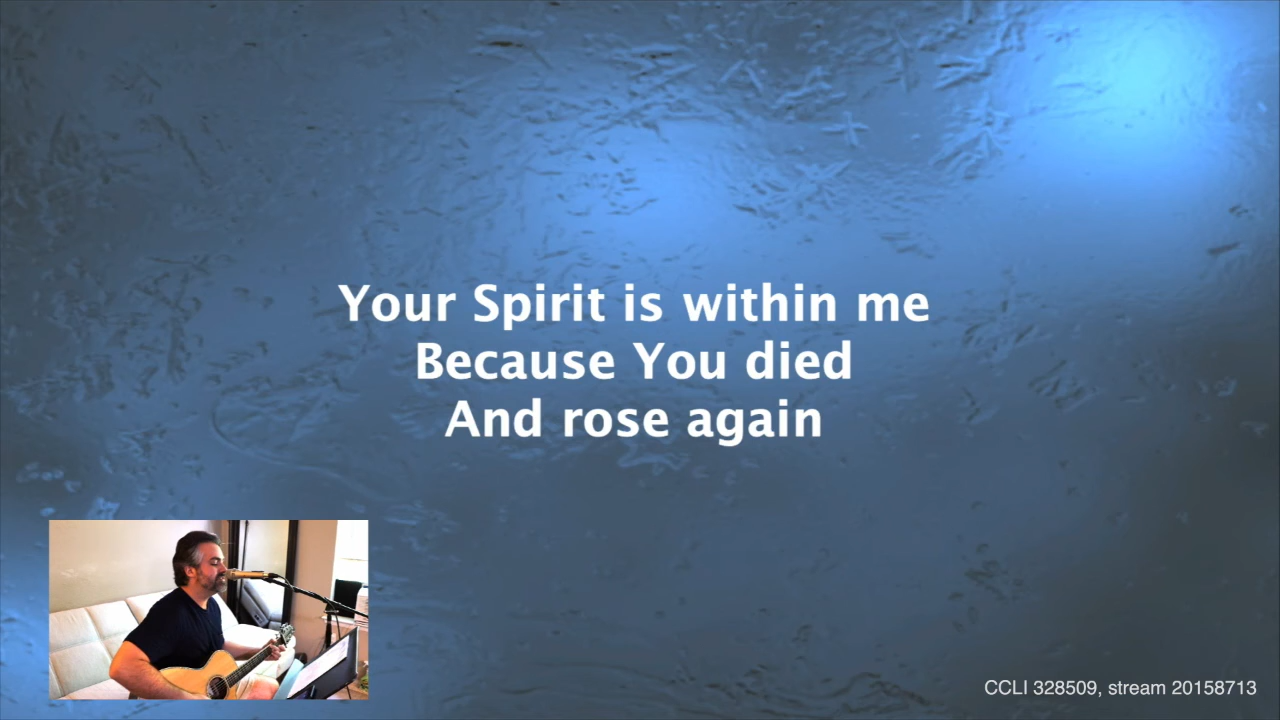 Your Spirit is within me
Because You died
And rose again
CCLI 328509, stream 20158713